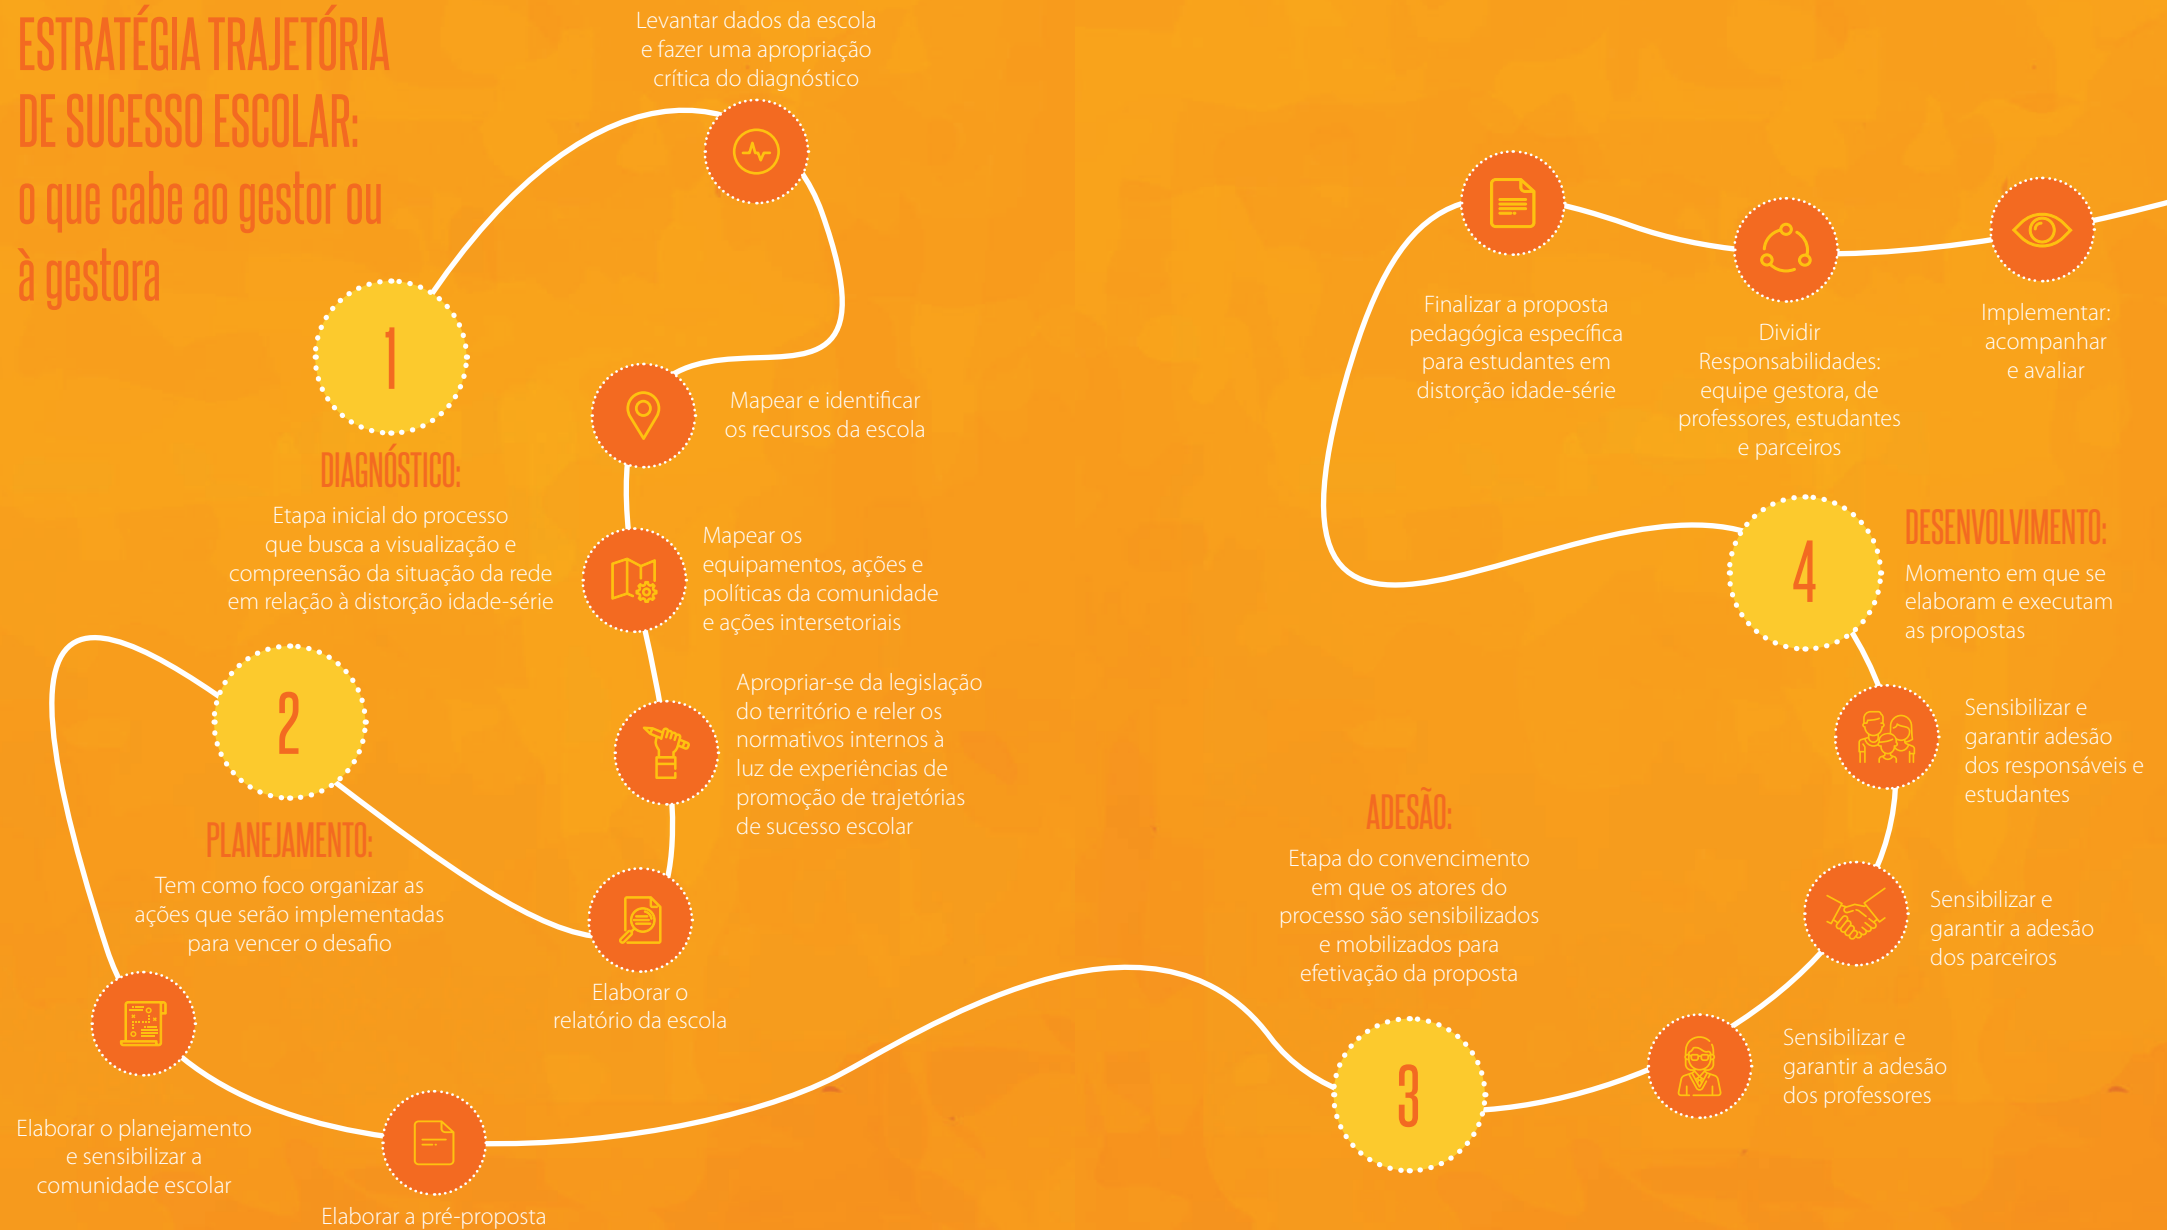 ESTRATÉGIA TRAJETÓRIA
DE SUCESSO ESCOLAR:
o que cabe ao gestor ou
à gestora
1
DIAGNÓSTICO:
Etapa inicial do processo
que busca a visualização e
compreensão da situação da rede
em relação à distorção idade-série
Levantar dados da escola
e fazer uma apropriação
crítica do diagnóstico
Mapear e identificar
os recursos da escola
Mapear os
equipamentos, ações e
políticas da comunidade
e ações intersetoriais
Apropriar-se da legislação
do território e reler os
normativos internos à
luz de experiências de
promoção de trajetórias
de sucesso escolar
Elaborar o
relatório da escola
2
PLANEJAMENTO:
Tem como foco organizar as
ações que serão implementadas
para vencer o desafio
Elaborar o planejamento
e sensibilizar a
comunidade escolar
Elaborar a pré-proposta
3
ADESÃO:
Etapa do convencimento
em que os atores do
processo são sensibilizados
e mobilizados para
efetivação da proposta
Sensibilizar e
garantir a adesão
dos professores
Sensibilizar e
garantir a adesão
dos parceiros
Sensibilizar e
garantir adesão
dos responsáveis e
estudantes
4
DESENVOLVIMENTO:
Momento em que se
elaboram e executam
as propostas
Finalizar a proposta
pedagógica específica
para estudantes em
distorção idade-série
Dividir
Responsabilidades:
equipe gestora, de
professores, estudantes
e parceiros
Implementar:
acompanhar
e avaliar